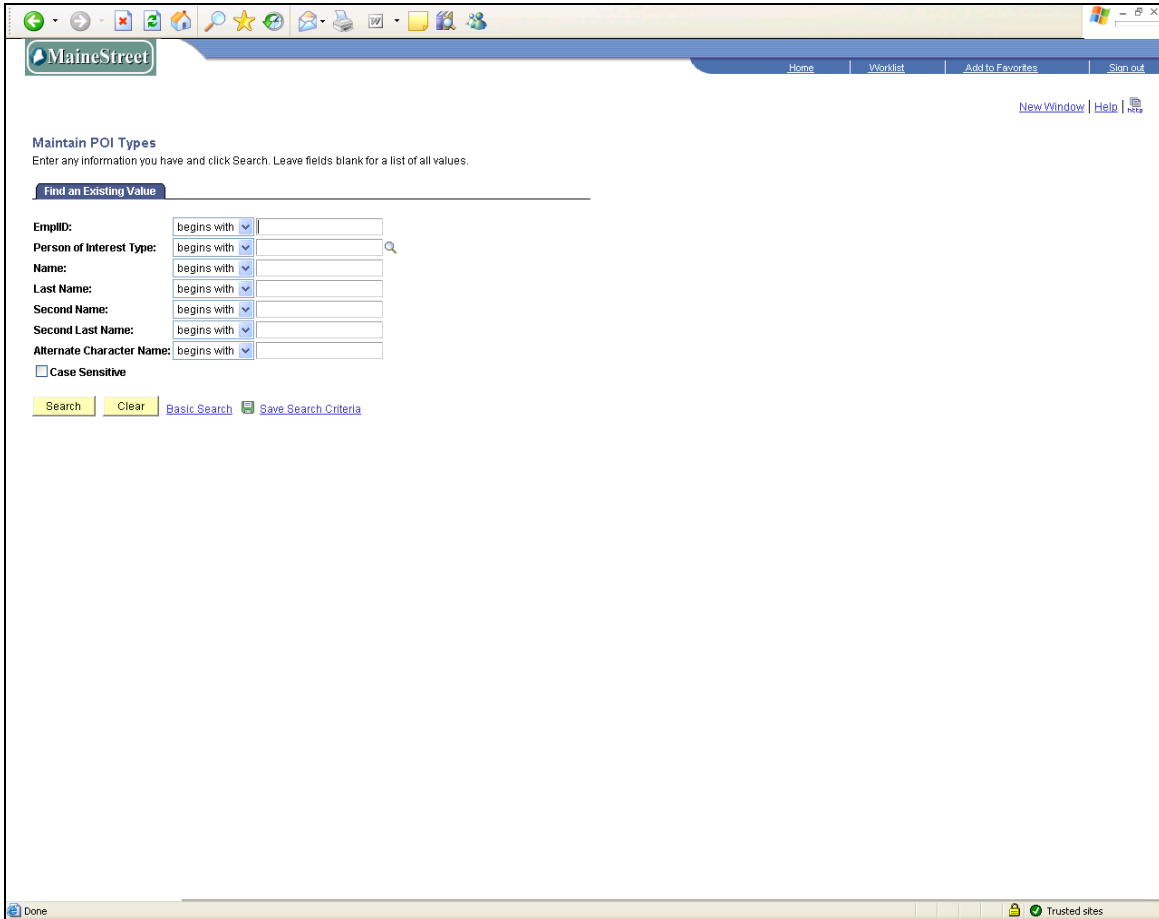 MaineStreet
Home Worklist Add to Favorites Sign out
New Window | Help | http
Maintain POI Types
Enter any information you have and click Search. Leave fields blank for a list of all values.
Find an Existing Value
EmplID: begins with
Person of Interest Type: begins with
Name: begins with
Last Name: begins with
Second Name: begins with
Second Last Name: begins with
Alternate Character Name: begins with
Case Sensitive
Search Clear Basic Search Save Search Criteria
Done Trusted sites